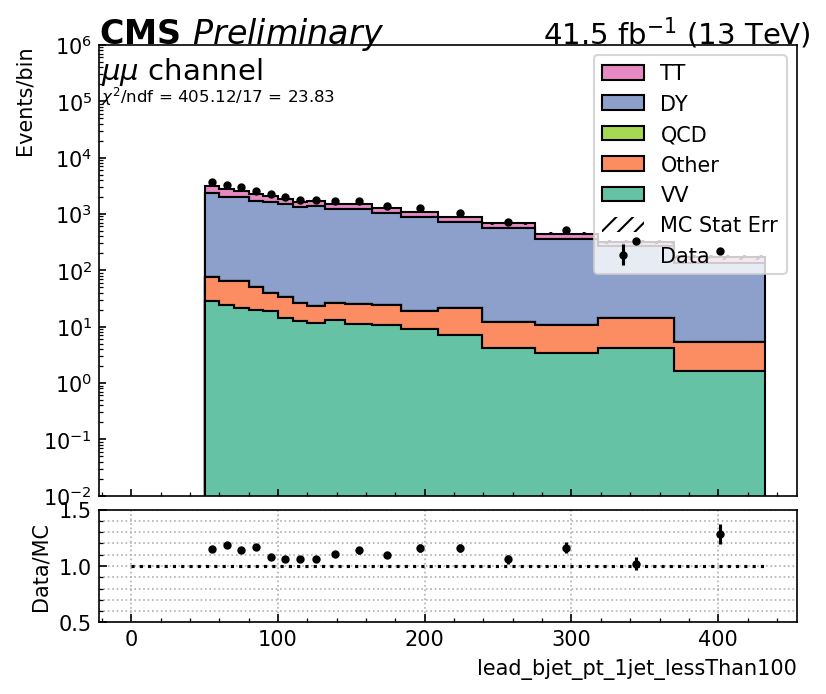 CMS Preliminary 41.5 fb⁻¹ (13 TeV)
μμ channel
χ²/ndf = 405.12/17 = 23.83
Events/bin
10⁶
10⁵
10⁴
10³
10²
10¹
10⁰
10⁻¹
10⁻²
TT
DY
QCD
Other
VV
MC Stat Err
Data
Data/MC
1.5
1.0
0.5
0 100 200 300 400
lead_bjet_pt_1jet_lessThan100